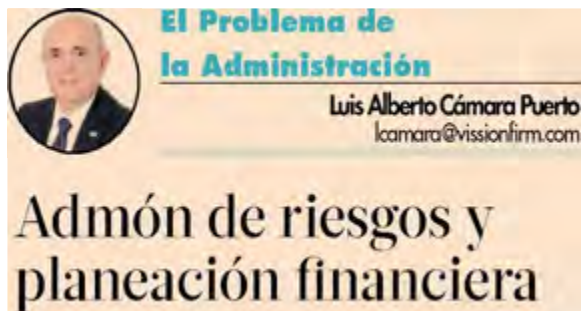 El Problema de
la Administración
Luis Alberto Cámara Puerto
lcamara@vissionfirm.com
Admón de riesgos y
planeación financiera